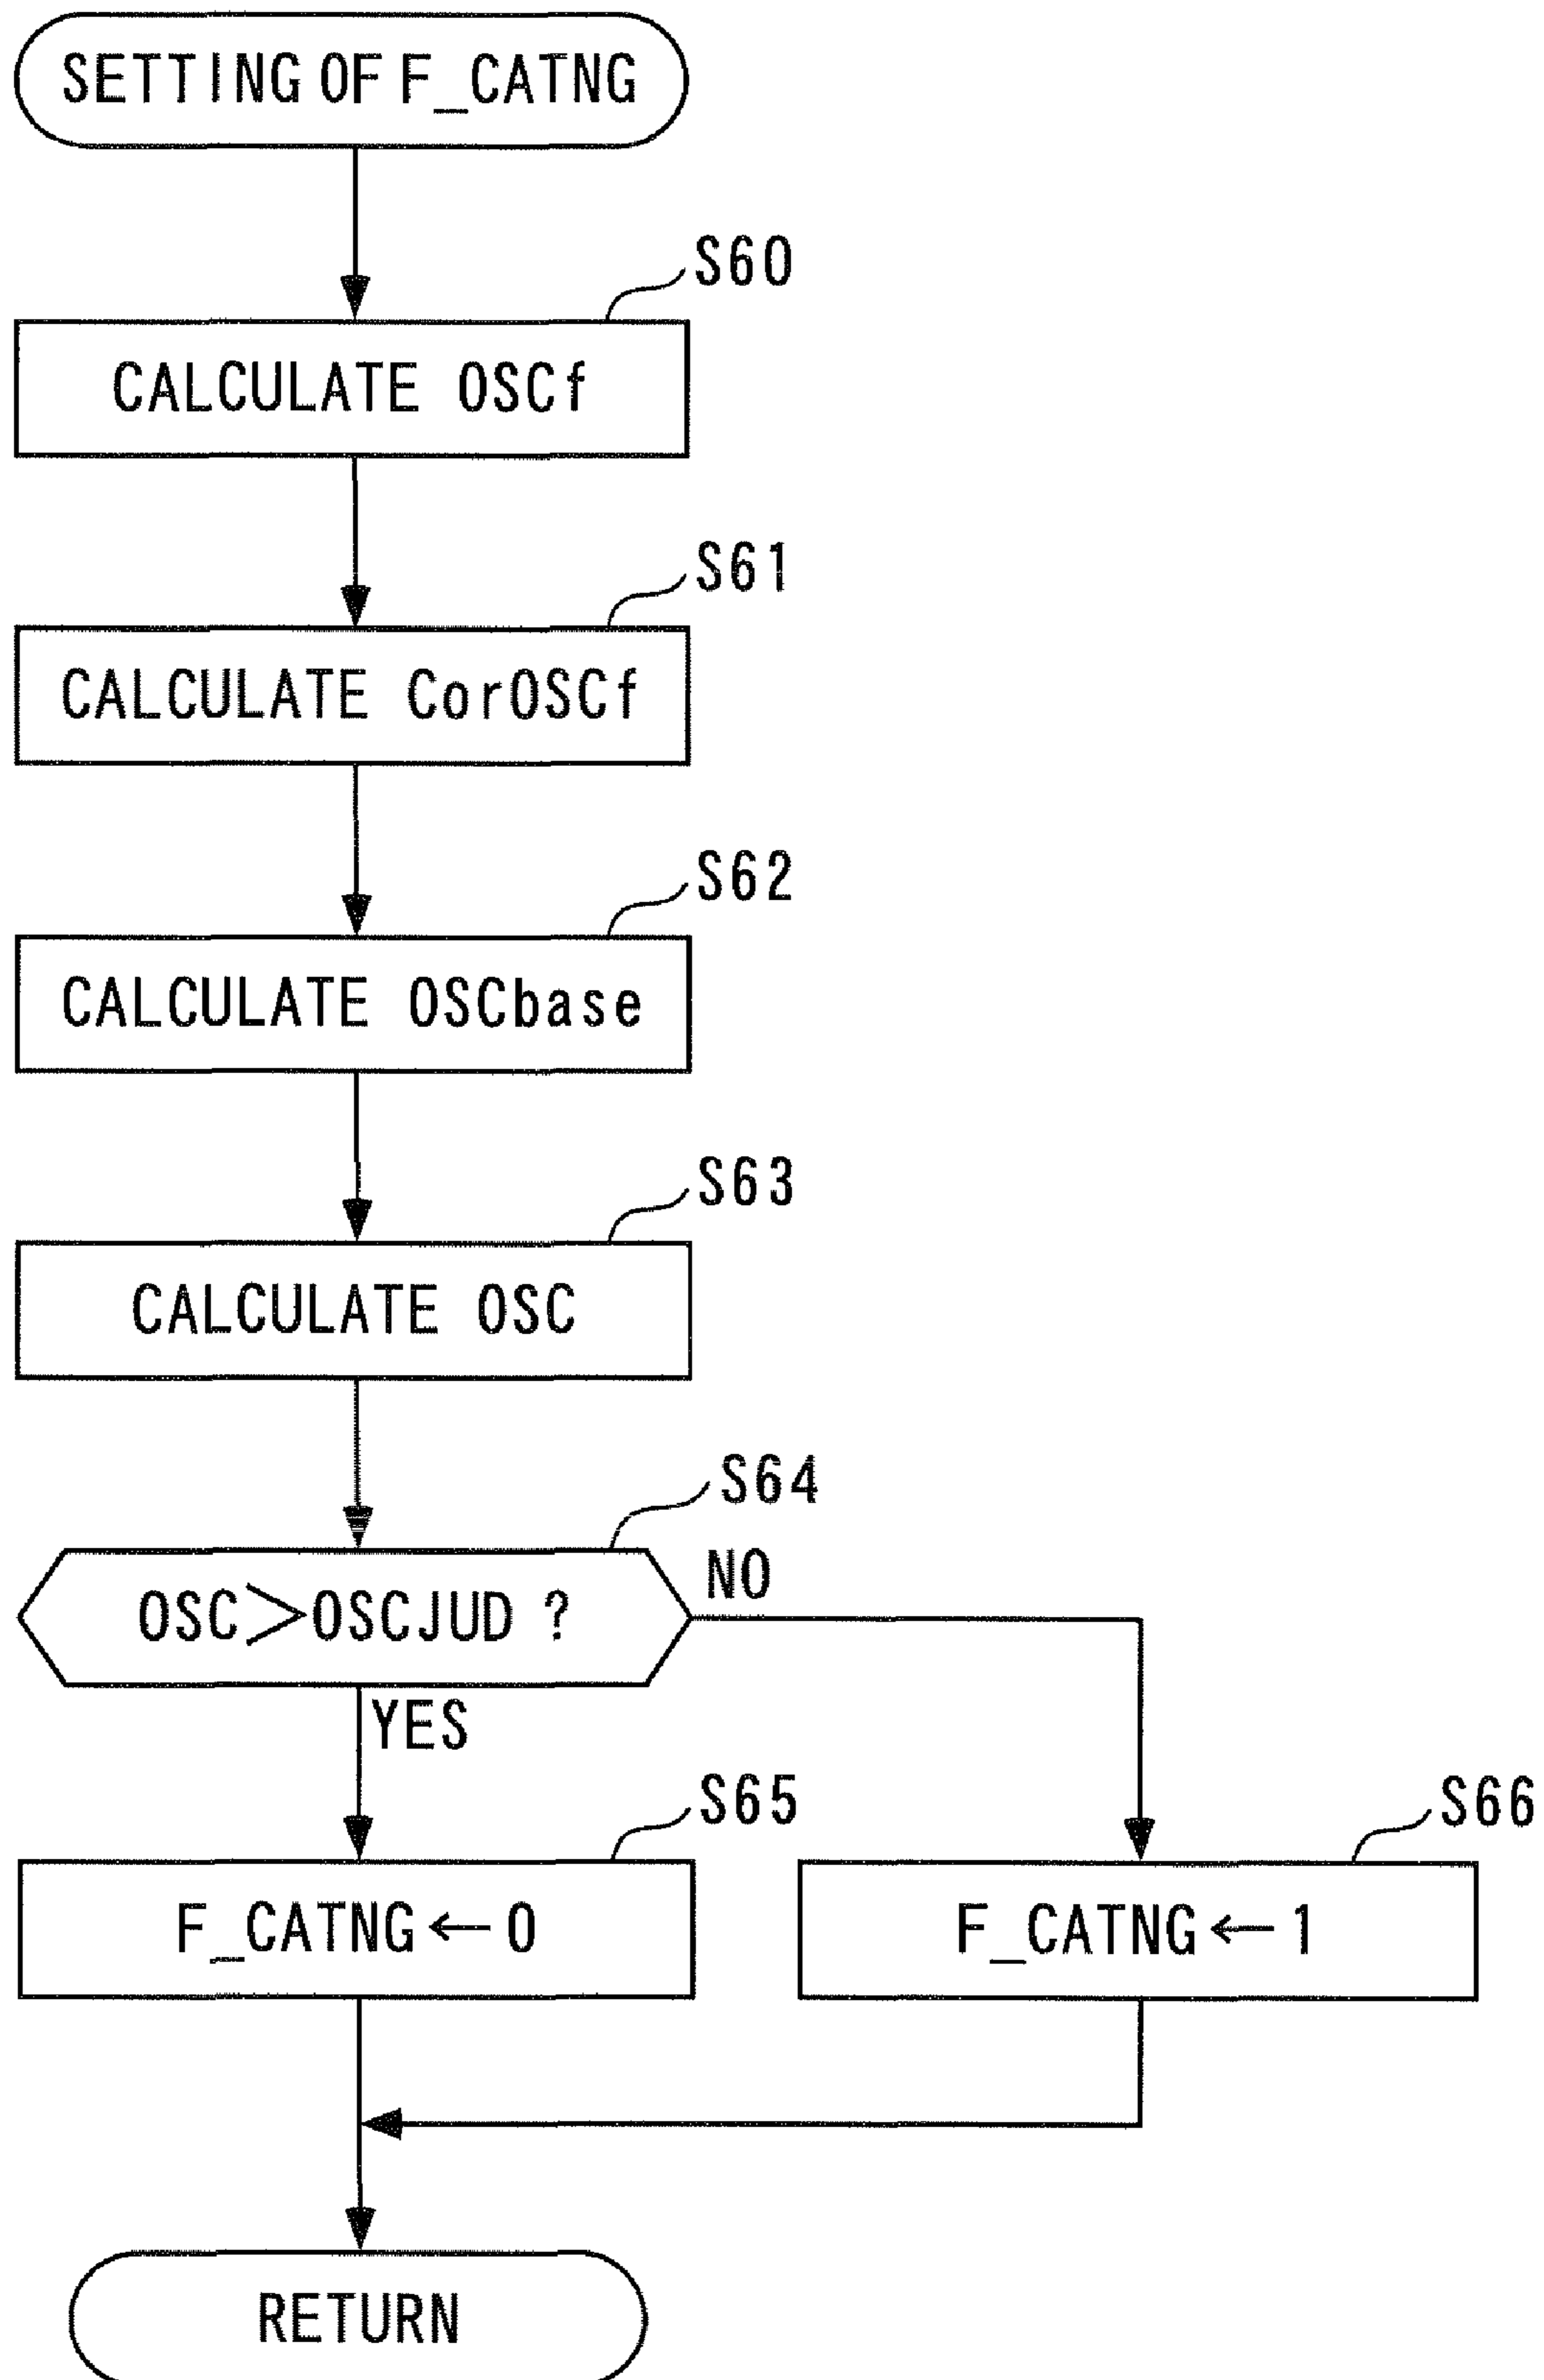 SETTING OF F_CATNG
S60
CALCULATE OSCf
S61
CALCULATE CorOSCf
S62
CALCULATE OSCbase
S63
CALCULATE OSC
S64
OSC>OSCJUD ?
NO
YES
S65
S66
F_CATNG←0
F_CATNG←1
RETURN